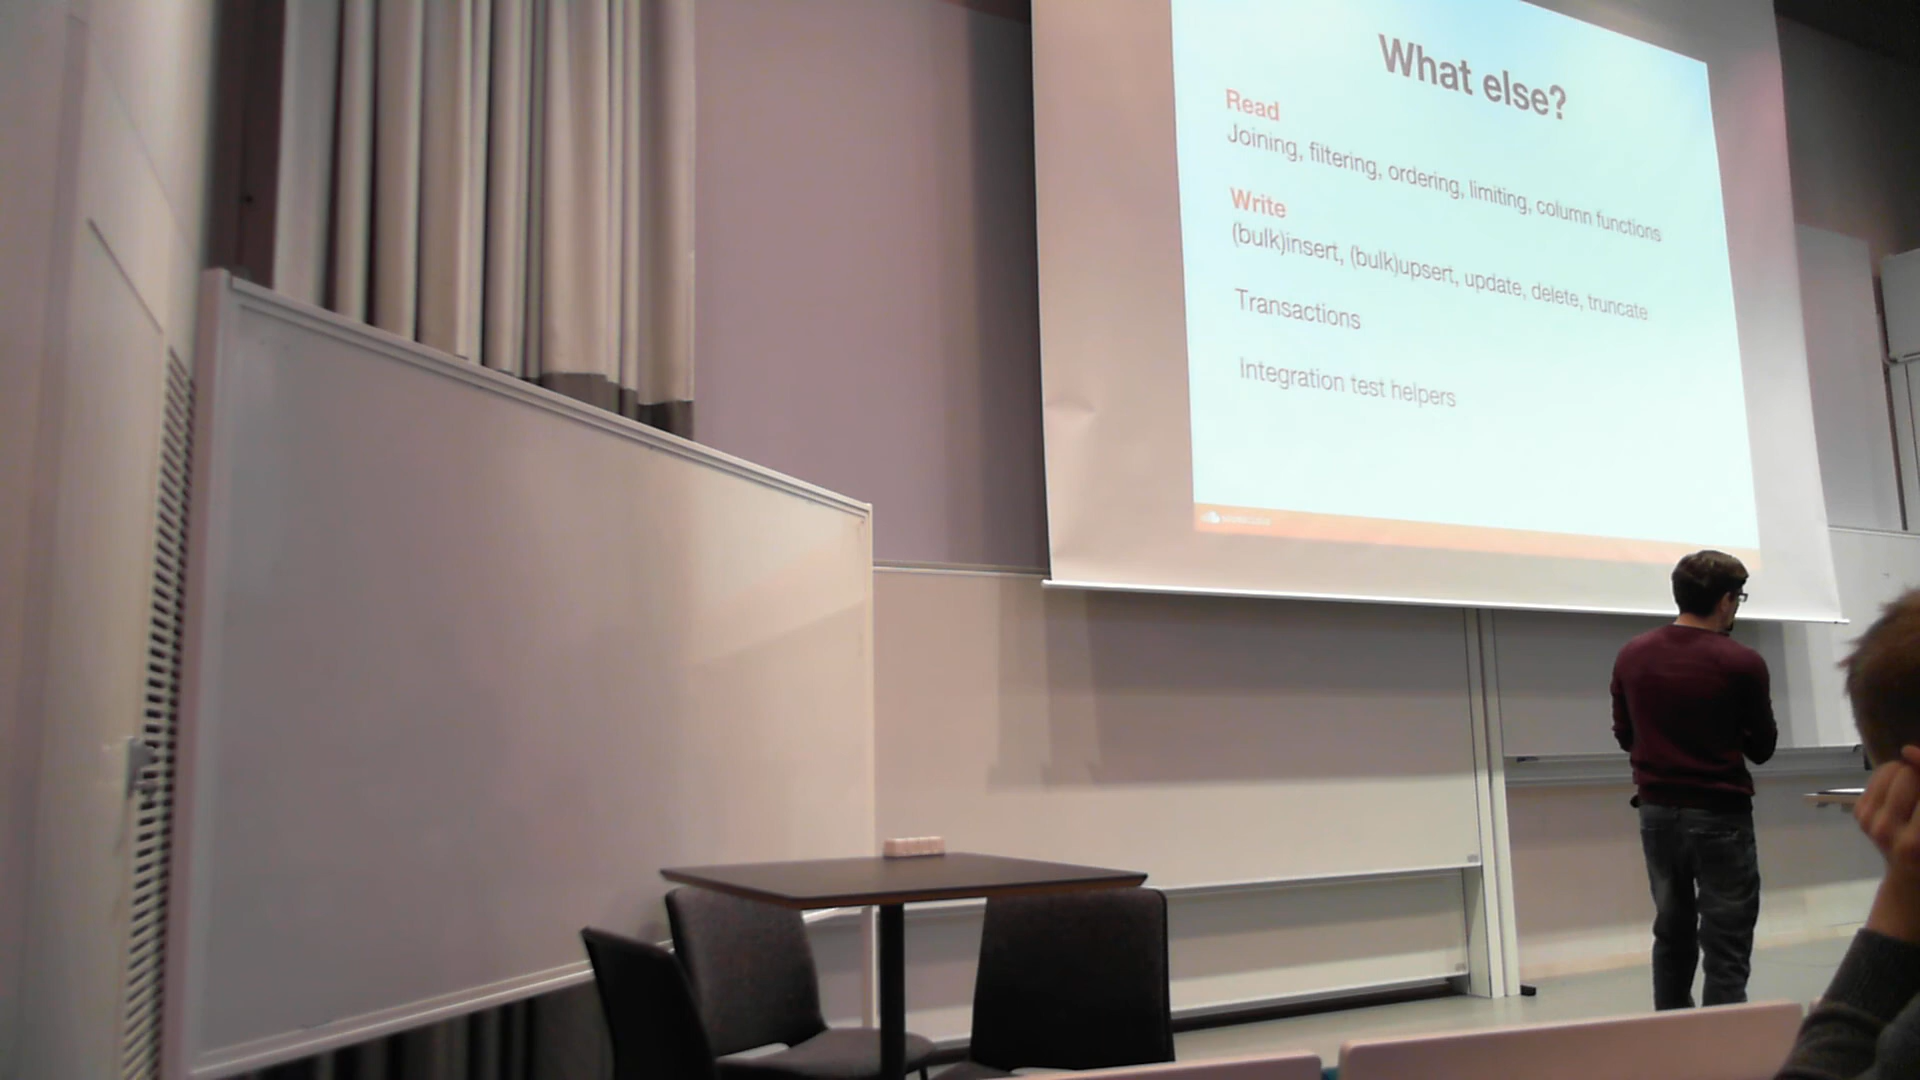 What else?
Read
Joining, filtering, ordering, limiting, column functions
Write
(bulk)insert, (bulk)upsert, update, delete, truncate
Transactions
Integration test helpers